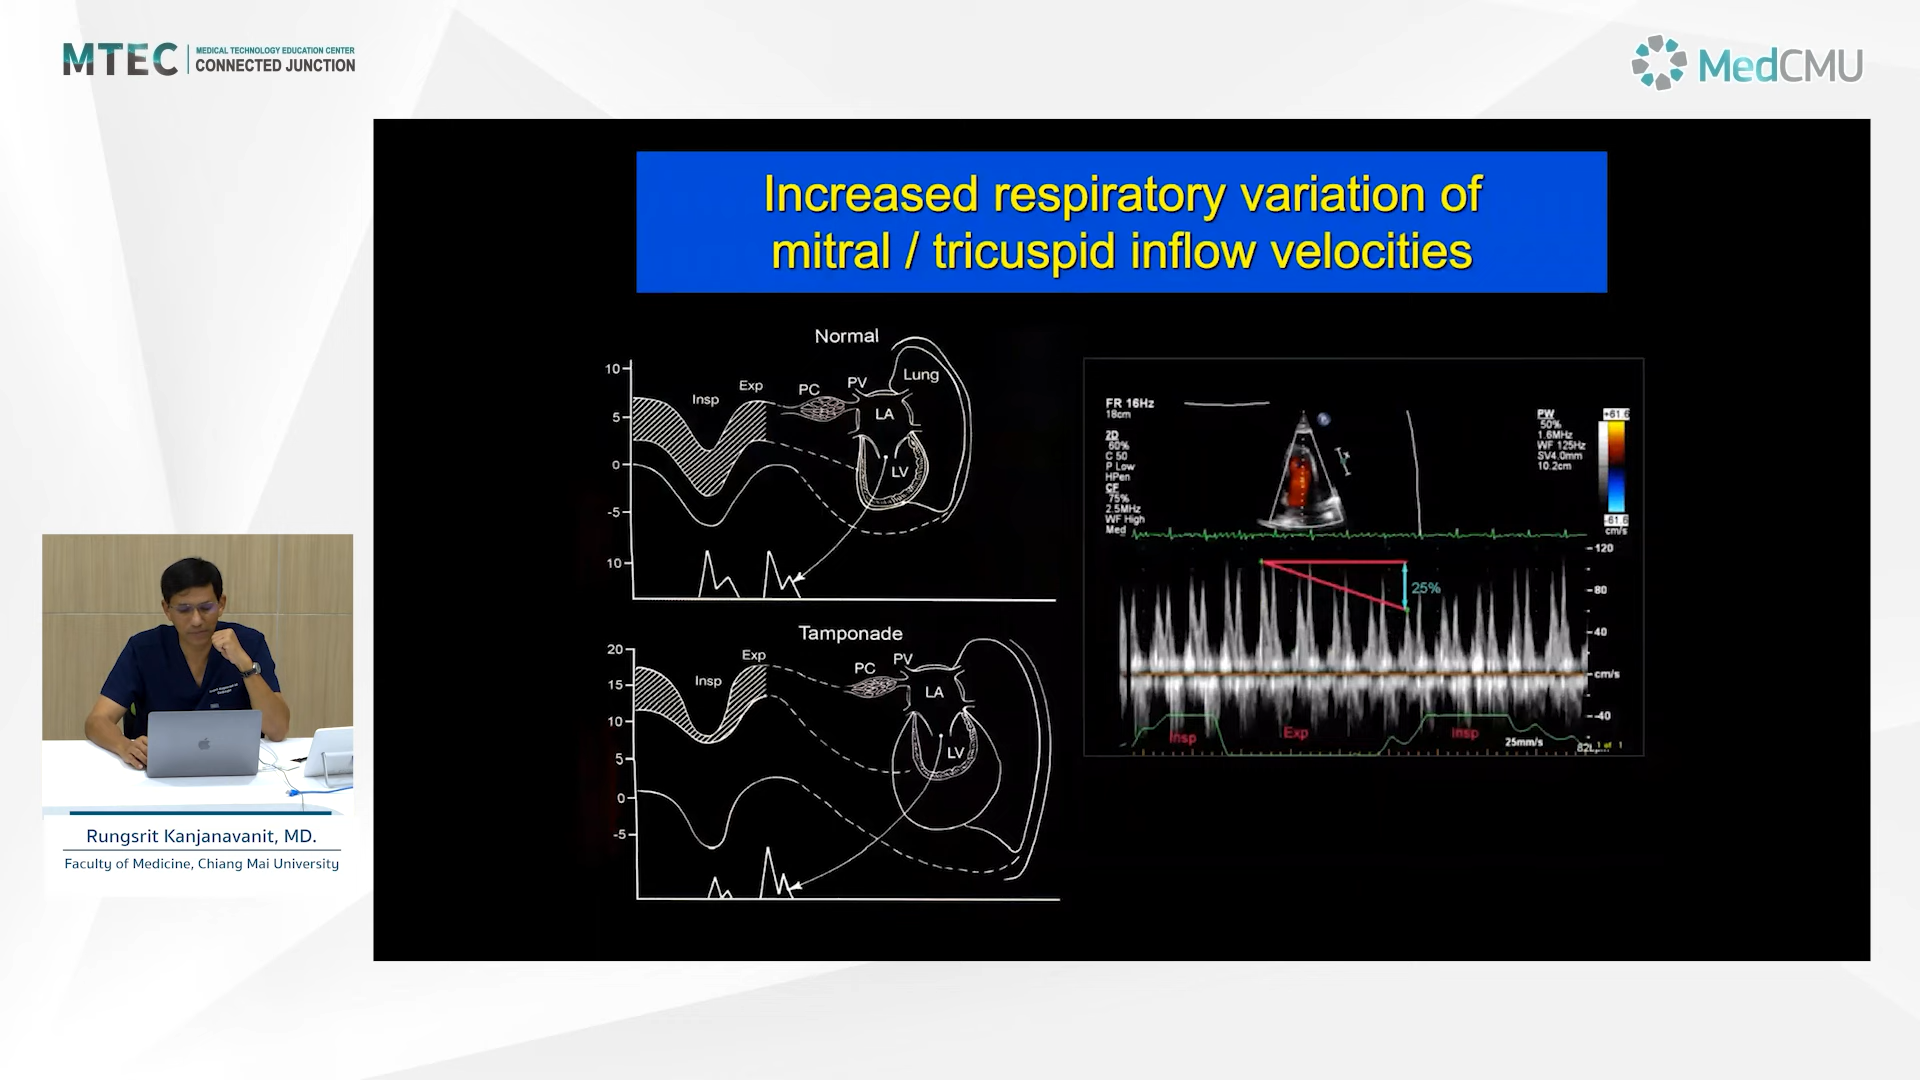 MTEC
MEDICAL TECHNOLOGY EDUCATION CENTER
CONNECTED JUNCTION
MedCMU
Increased respiratory variation of
mitral / tricuspid inflow velocities
Normal
10
5
0
-5
10
Insp
Exp
PC
PV
Lung
LA
LV
Tamponade
20
15
10
5
0
-5
Insp
Exp
PC
PV
LA
LV
FR 16Hz
18cm
2D
60%
C 50
P Low
HPen
CF
75%
2.5MHz
WF High
Med
PW
50%
1.6MHz
WF 125Hz
SV4.0mm
10.2cm
+61.6
-61.6
cm/s
120
80
40
cm/s
-40
25%
Insp
Exp
Insp
25mm/s
Rungsrit Kanjanavanit, MD.
Faculty of Medicine, Chiang Mai University